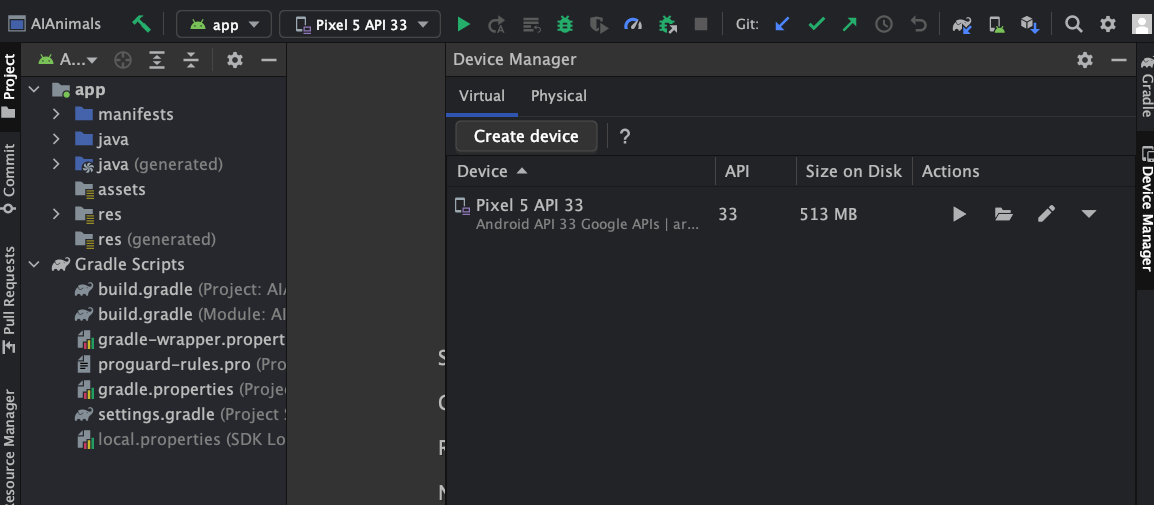 AIAnimals
app
Pixel 5 API 33
Git:
Project
Commit
Pull Requests
Resource Manager
A...
app
manifests
java
java (generated)
assets
res
res (generated)
Gradle Scripts
build.gradle (Project: AIA
build.gradle (Module: AI
gradle-wrapper.propert
proguard-rules.pro (Pro
gradle.properties (Proje
settings.gradle (Project S
local.properties (SDK Lo
Device Manager
Virtual
Physical
Create device
?
Device
API
Size on Disk
Actions
Pixel 5 API 33
33
513 MB
Android API 33 Google APIs | ar...
Gradle
Device Manager